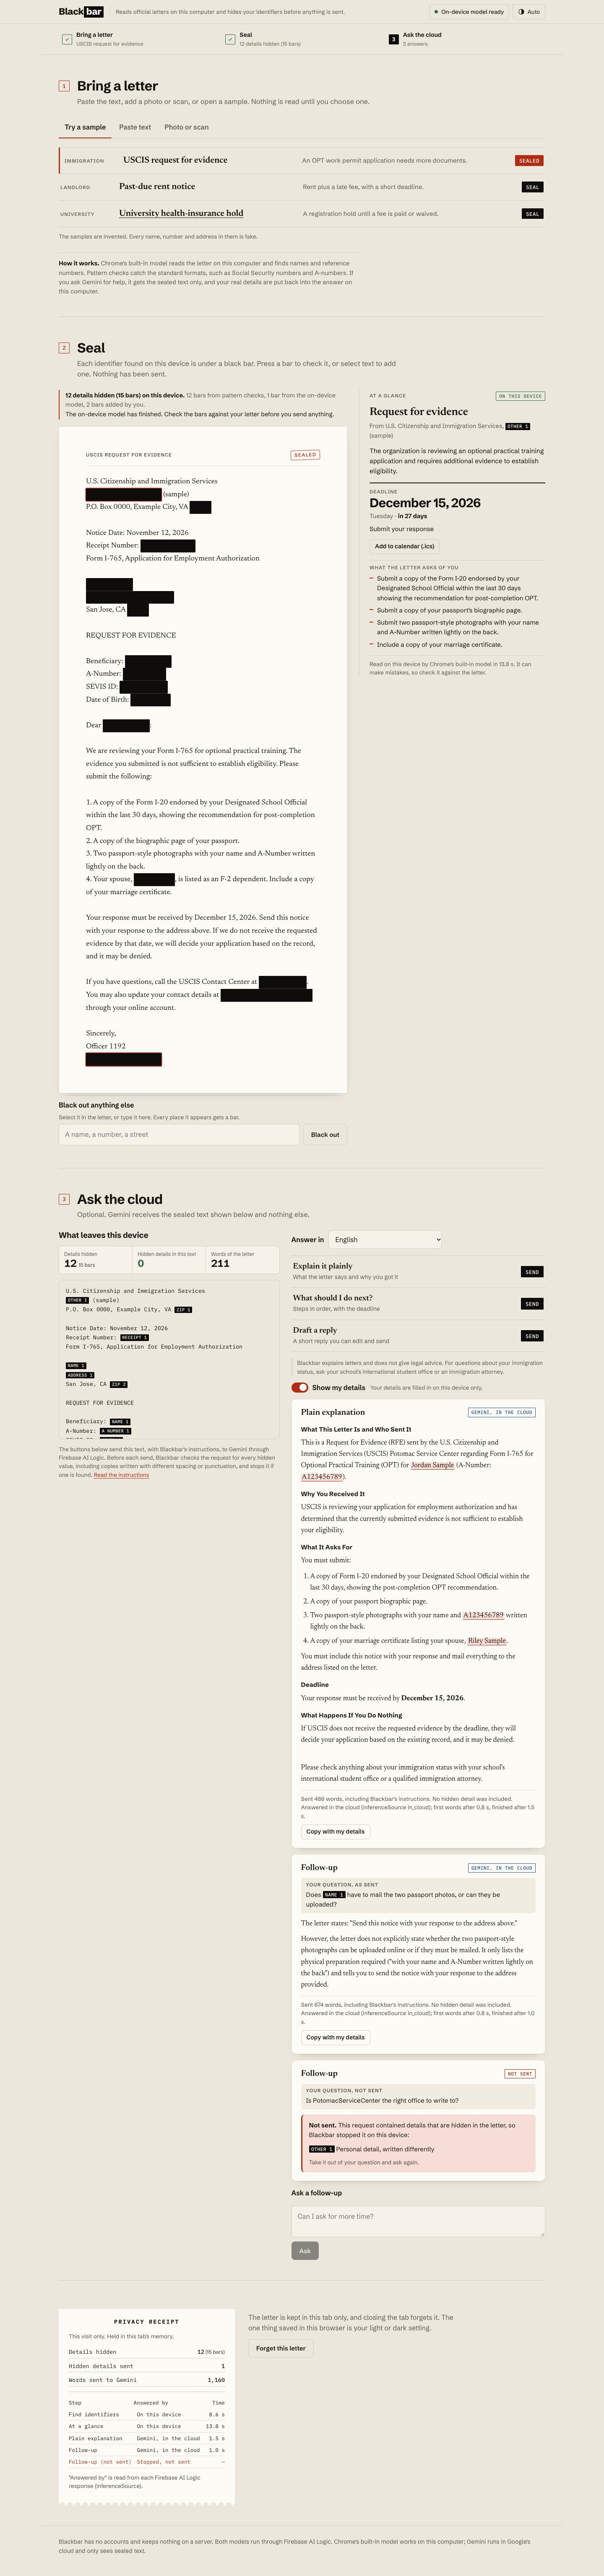 Blackbar
Reads official letters on this computer and hides your identifiers before anything is sent.
On-device model ready
Auto
Bring a letter
USCIS request for evidence
Seal
12 details hidden (15 bars)
3
Ask the cloud
3 answers
1
Bring a letter
Paste the text, add a photo or scan, or open a sample. Nothing is read until you choose one.
Try a sample
Paste text
Photo or scan
IMMIGRATION
USCIS request for evidence
An OPT work permit application needs more documents.
SEALED
LANDLORD
Past-due rent notice
Rent plus a late fee, with a short deadline.
SEAL
UNIVERSITY
University health-insurance hold
A registration hold until a fee is paid or waived.
SEAL
The samples are invented. Every name, number and address in them is fake.
How it works. Chrome's built-in model reads the letter on this computer and finds names and reference
numbers. Pattern checks catch the standard formats, such as Social Security numbers and A-numbers. If
you ask Gemini for help, it gets the sealed text only, and your real details are put back into the answer on
this computer.
2
Seal
Each identifier found on this device is under a black bar. Press a bar to check it, or select text to add
one. Nothing has been sent.
12 details hidden (15 bars) on this device. 12 bars from pattern checks, 1 bar from the on-device
model, 2 bars added by you.
The on-device model has finished. Check the bars against your letter before you send anything.
USCIS REQUEST FOR EVIDENCE
SEALED
U.S. Citizenship and Immigration Services
(sample)
P.O. Box 0000, Example City, VA
Notice Date: November 12, 2026
Receipt Number:
Form I-765, Application for Employment Authorization
San Jose, CA
REQUEST FOR EVIDENCE
Beneficiary:
A-Number:
SEVIS ID:
Date of Birth:
Dear
We are reviewing your Form I-765 for optional practical training. The
evidence you submitted is not sufficient to establish eligibility. Please
submit the following:
1. A copy of the Form I-20 endorsed by your Designated School Official
within the last 30 days, showing the recommendation for post-completion
OPT.
2. A copy of the biographic page of your passport.
3. Two passport-style photographs with your name and A-Number written
lightly on the back.
4. Your spouse, , is listed as an F-2 dependent. Include a copy
of your marriage certificate.
Your response must be received by December 15, 2026. Send this notice
with your response to the address above. If we do not receive the requested
evidence by that date, we will decide your application based on the record,
and it may be denied.
If you have questions, call the USCIS Contact Center at .
You may also update your contact details at
through your online account.
Sincerely,
Officer 1192
AT A GLANCE
ON THIS DEVICE
Request for evidence
From U.S. Citizenship and Immigration Services, OTHER 1
(sample)
The organization is reviewing an optional practical training
application and requires additional evidence to establish
eligibility.
DEADLINE
December 15, 2026
Tuesday · in 27 days
Submit your response
Add to calendar (.ics)
WHAT THE LETTER ASKS OF YOU
Submit a copy of the Form I-20 endorsed by your
Designated School Official within the last 30 days
showing the recommendation for post-completion OPT.
Submit a copy of your passport's biographic page.
Submit two passport-style photographs with your name
and A-Number written lightly on the back.
Include a copy of your marriage certificate.
Read on this device by Chrome's built-in model in 13.8 s. It can
make mistakes, so check it against the letter.
Black out anything else
Select it in the letter, or type it here. Every place it appears gets a bar.
A name, a number, a street
Black out
3
Ask the cloud
Optional. Gemini receives the sealed text shown below and nothing else.
What leaves this device
Details hidden
12 15 bars
Hidden details in this text
0
Words of the letter
211
U.S. Citizenship and Immigration Services
OTHER 1 (sample)
P.O. Box 0000, Example City, VA ZIP 1
Notice Date: November 12, 2026
Receipt Number: RECEIPT 1
Form I-765, Application for Employment Authorization
NAME 1
ADDRESS 1
San Jose, CA ZIP 2
REQUEST FOR EVIDENCE
Beneficiary: NAME 1
A-Number: A NUMBER 1
The buttons below send this text, with Blackbar's instructions, to Gemini through
Firebase AI Logic. Before each send, Blackbar checks the request for every hidden
value, including copies written with different spacing or punctuation, and stops it if
one is found. Read the instructions
Answer in
English
Explain it plainly
What the letter says and why you got it
SEND
What should I do next?
Steps in order, with the deadline
SEND
Draft a reply
A short reply you can edit and send
SEND
Blackbar explains letters and does not give legal advice. For questions about your immigration
status, ask your school's international student office or an immigration attorney.
Show my details
Your details are filled in on this device only.
Plain explanation
GEMINI, IN THE CLOUD
What This Letter Is and Who Sent It
This is a Request for Evidence (RFE) sent by the U.S. Citizenship and
Immigration Services (USCIS) Potomac Service Center regarding Form I-765 for
Optional Practical Training (OPT) for Jordan Sample (A-Number:
A123456789).
Why You Received It
USCIS is reviewing your application for employment authorization and has
determined that the currently submitted evidence is not sufficient to establish
your eligibility.
What It Asks For
You must submit:
1. A copy of Form I-20 endorsed by your Designated School Official within the
last 30 days, showing the post-completion OPT recommendation.
2. A copy of your passport biographic page.
3. Two passport-style photographs with your name and A123456789 written
lightly on the back.
4. A copy of your marriage certificate listing your spouse, Riley Sample.
You must include this notice with your response and mail everything to the
address listed on the letter.
Deadline
Your response must be received by December 15, 2026.
What Happens If You Do Nothing
If USCIS does not receive the requested evidence by the deadline, they will
decide your application based on the existing record, and it may be denied.
Please check anything about your immigration status with your school's
international student office or a qualified immigration attorney.
Sent 486 words, including Blackbar's instructions. No hidden detail was included.
Answered in the cloud (inferenceSource in_cloud); first words after 0.8 s, finished after 1.5
s.
Copy with my details
Follow-up
GEMINI, IN THE CLOUD
YOUR QUESTION, AS SENT
Does NAME 1 have to mail the two passport photos, or can they be
uploaded?
The letter states: "Send this notice with your response to the address above."
However, the letter does not explicitly state whether the two passport-style
photographs can be uploaded online or if they must be mailed. It only lists the
physical preparation required ("with your name and A-Number written lightly on
the back") and tells you to send the notice with your response to the address
provided.
Sent 674 words, including Blackbar's instructions. No hidden detail was included.
Answered in the cloud (inferenceSource in_cloud); first words after 0.8 s, finished after 1.0
s.
Copy with my details
Follow-up
NOT SENT
YOUR QUESTION, NOT SENT
Is PotomacServiceCenter the right office to write to?
Not sent. This request contained details that are hidden in the letter, so
Blackbar stopped it on this device:
OTHER 1 Personal detail, written differently
Take it out of your question and ask again.
Ask a follow-up
Can I ask for more time?
Ask
PRIVACY RECEIPT
This visit only. Held in this tab's memory.
Details hidden 12 (15 bars)
Hidden details sent 1
Words sent to Gemini 1,160
Step Answered by Time
Find identifiers On this device 8.6 s
At a glance On this device 13.8 s
Plain explanation Gemini, in the cloud 1.5 s
Follow-up Gemini, in the cloud 1.0 s
Follow-up (not sent) Stopped, not sent —
"Answered by" is read from each Firebase AI Logic
response (inferenceSource).
The letter is kept in this tab only, and closing the tab forgets it. The
one thing saved in this browser is your light or dark setting.
Forget this letter
Blackbar has no accounts and keeps nothing on a server. Both models run through Firebase AI Logic. Chrome's built-in model works on this computer; Gemini runs in Google's
cloud and only sees sealed text.